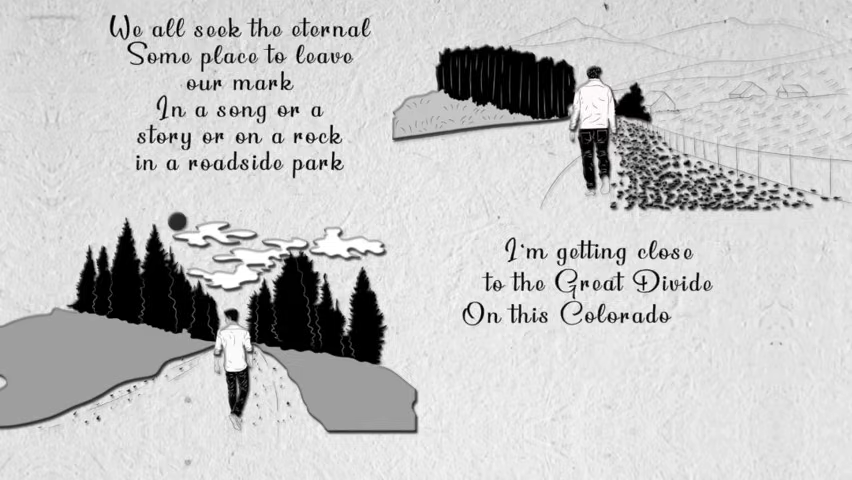 We all seek the eternal
Some place to leave
our mark
In a song or a
story or on a rock
in a roadside park
I'm getting close
to the Great Divide
On this Colorado